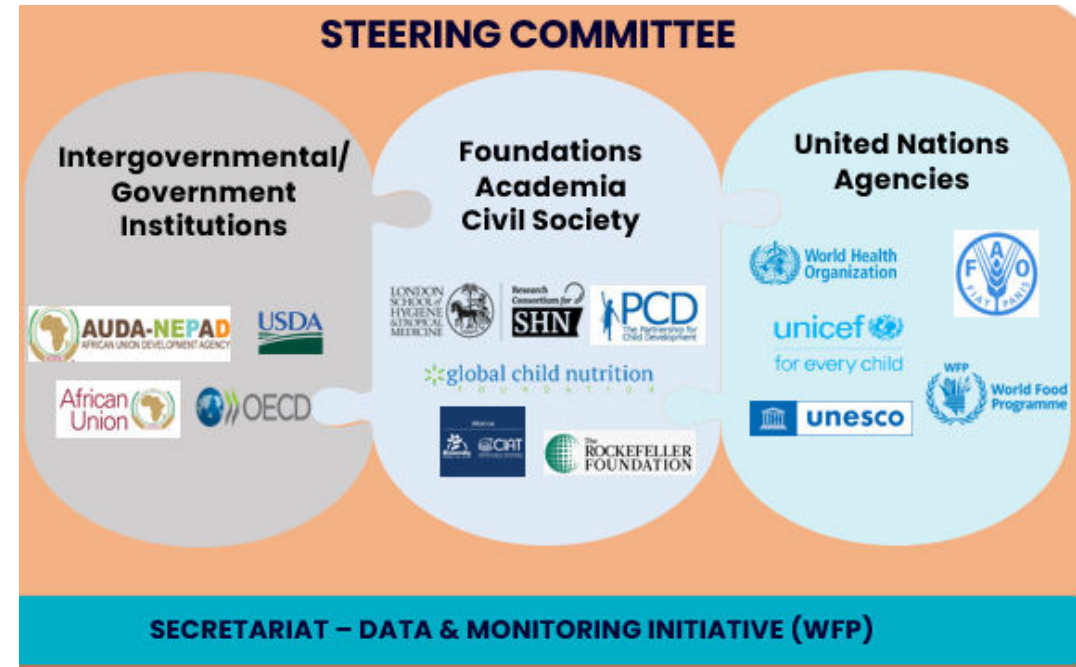 STEERING COMMITTEE
Intergovernmental/
Government
Institutions
AUDA-NEPAD
AFRICAN UNION DEVELOPMENT AGENCY
USDA
African
Union
OECD
Foundations
Academia
Civil Society
LONDON
SCHOOL of
HYGIENE
&TROPICAL
MEDICINE
Research
Consortium for
SHN
PCD
The Partnership for
Child Development
global child nutrition
FOUNDATION
CIAT
The
ROCKEFELLER
FOUNDATION
United Nations
Agencies
World Health
Organization
F A O
FIAT PANIS
unicef
for every child
unesco
WFP
World Food
Programme
SECRETARIAT – DATA & MONITORING INITIATIVE (WFP)